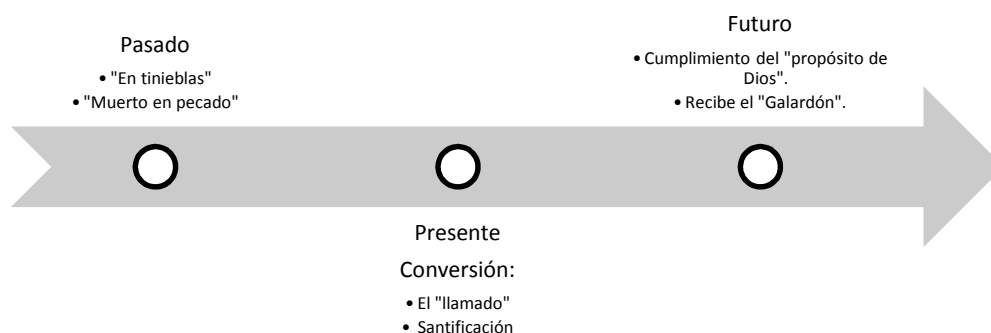 Pasado
• "En tinieblas"
• "Muerto en pecado"
Presente
Conversión:
• El "llamado"
• Santificación
Futuro
• Cumplimiento del "propósito de
Dios".
• Recibe el "Galardón".